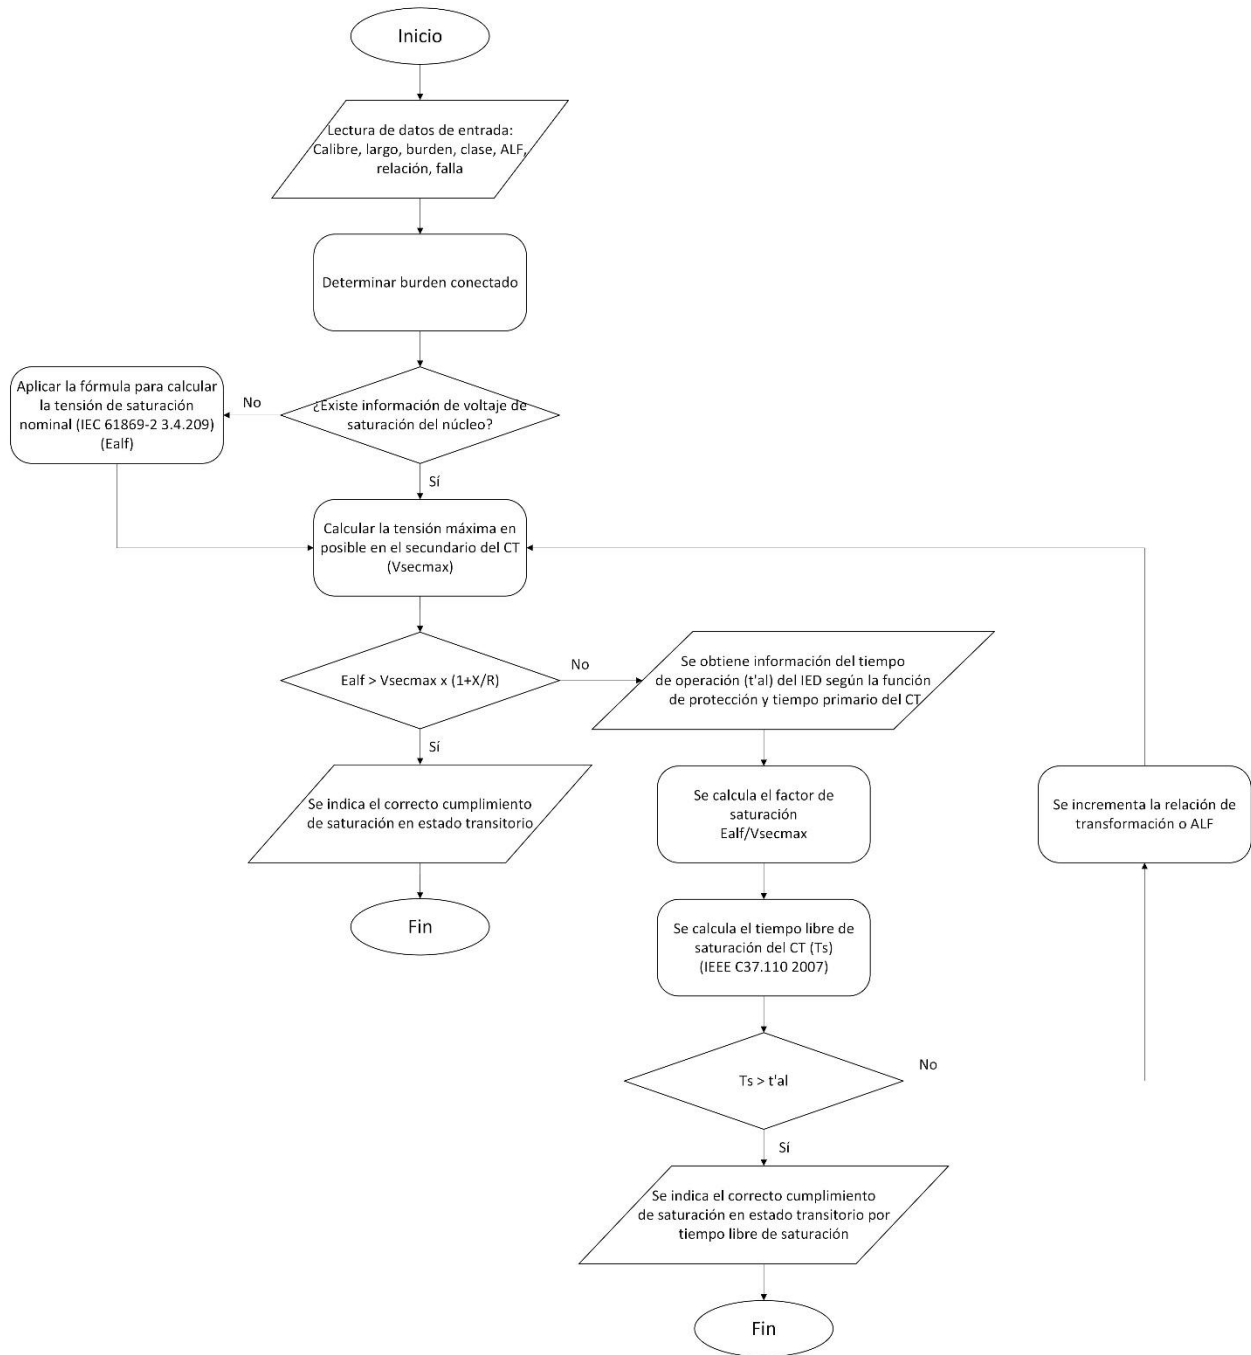 Inicio
Lectura de datos de entrada:
Calibre, largo, burden, clase, ALF,
relación, falla
Determinar burden conectado
¿Existe información de voltaje de
saturación del núcleo?
No
Aplicar la fórmula para calcular
la tensión de saturación
nominal (IEC 61869-2 3.4.209)
(Ealf)
Sí
Calcular la tensión máxima en
posible en el secundario del CT
(Vsecmax)
Ealf > Vsecmax x (1+X/R)
No
Se obtiene información del tiempo
de operación (t'al) del IED según la función
de protección y tiempo primario del CT
Sí
Se indica el correcto cumplimiento
de saturación en estado transitorio
Fin
Se calcula el factor de
saturación
Ealf/Vsecmax
Se incrementa la relación de
transformación o ALF
Se calcula el tiempo libre de
saturación del CT (Ts)
(IEEE C37.110 2007)
Ts > t'al
No
Sí
Se indica el correcto cumplimiento
de saturación en estado transitorio por
tiempo libre de saturación
Fin